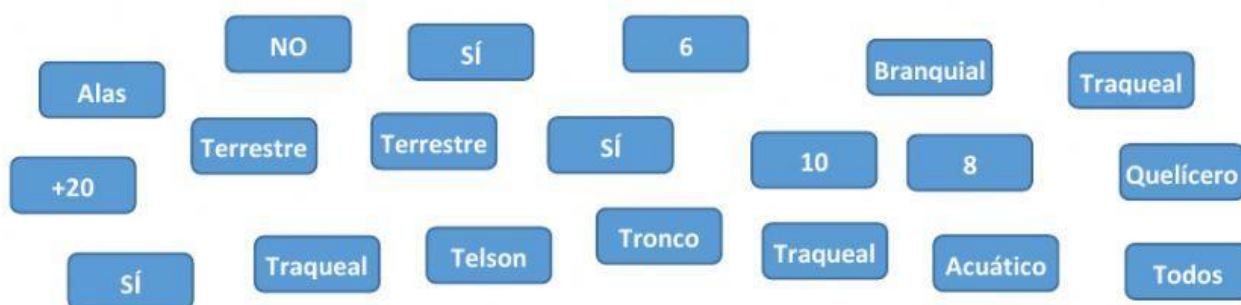 NO
SÍ
6
Branquial
Traqueal
Alas
Terrestre
Terrestre
SÍ
10
8
Quelícero
+20
Tronco
Telson
Traqueal
Traqueal
Acuático
SÍ
Todos